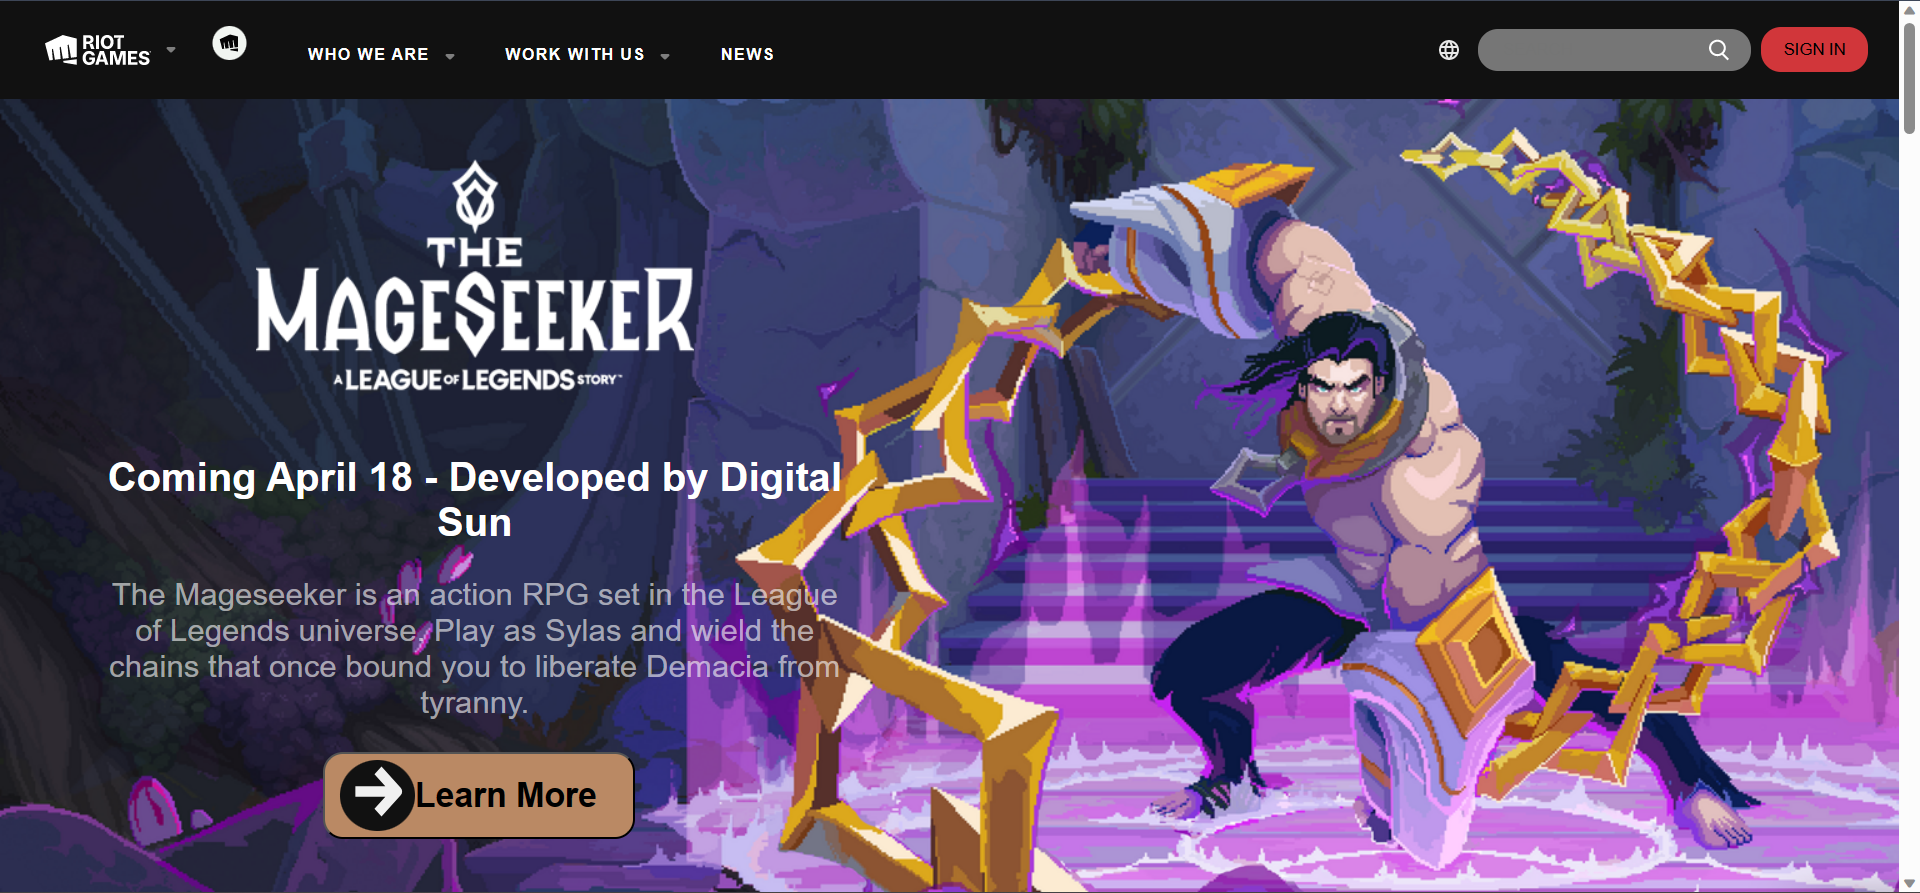 RIOT
GAMES
WHO WE ARE
WORK WITH US
NEWS
SIGN IN
THE
MAGESEEKER
A LEAGUE OF LEGENDS STORY™
Coming April 18 - Developed by Digital
Sun
The Mageseeker is an action RPG set in the League
of Legends universe. Play as Sylas and wield the
chains that once bound you to liberate Demacia from
tyranny.
Learn More